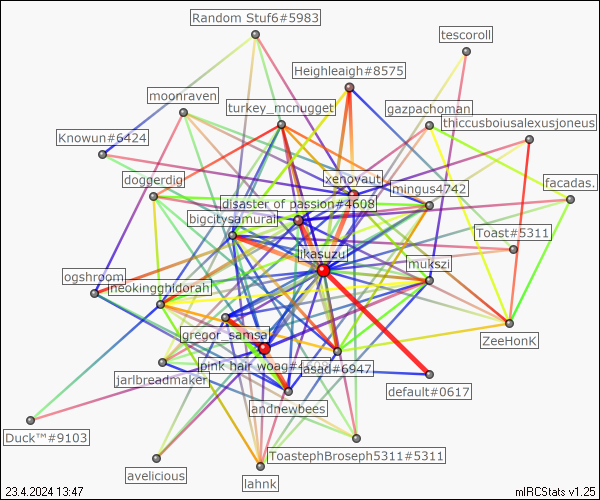 Random Stuf6#5983
tescoroll
Heighleaigh#8575
moonraven
turkey_mcnugget
gazpachoman
thiccusboiusalexusjoneus
Knowun#6424
doggerdig
xenoyaut
mingus4742
facadas.
disaster of passion#4608
bigcitysamurai
Toast#5311
ikasuzu
mukszi
ogshroom
neokingghidorah
gregor_samsa
ZeeHonk
pink hair woag#4
asad#6947
jarlbreadmaker
default#0617
andnewbees
Duck™#9103
ToastephBroseph5311#5311
avelicious
lahnk
23.4.2024 13:47
mIRCStats v1.25